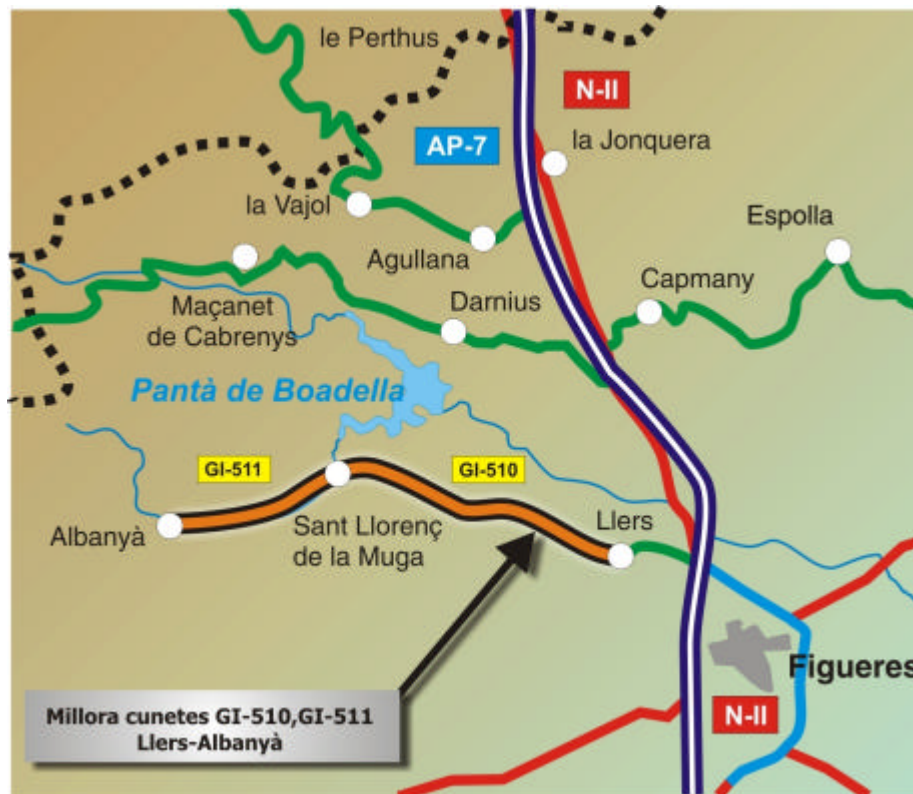 le Perthus
N-II
AP-7
la Jonquera
la Vajol
Espolla
Agullana
Capmany
Maçanet
de Cabrenys
Darnius
Pantà de Boadella
GI-511
GI-510
Albanyà
Sant Llorenç
de la Muga
Llers
Figueres
N-II
Millora cunetes GI-510,GI-511
Llers-Albanyà